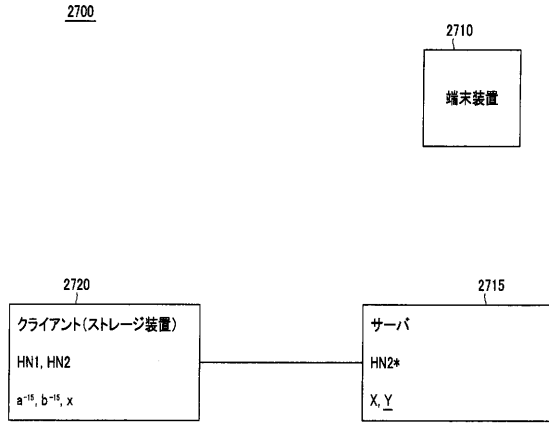 2700
2710
端末装置
2720
クライアント(ストレージ装置)
HN1, HN2
a⁻¹⁵, b⁻¹⁵, x
2715
サーバ
HN2*
X, Y